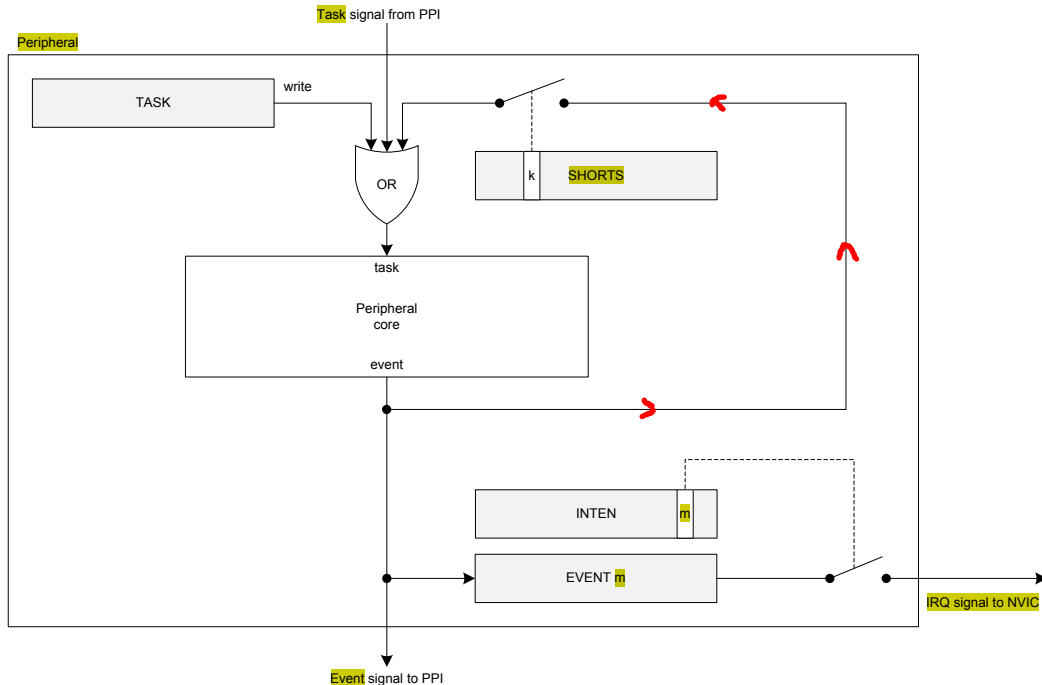 Task signal from PPI
Peripheral
write
TASK
OR
k
SHORTS
task
Peripheral
core
event
INTEN
m
EVENT m
IRQ signal to NVIC
Event signal to PPI